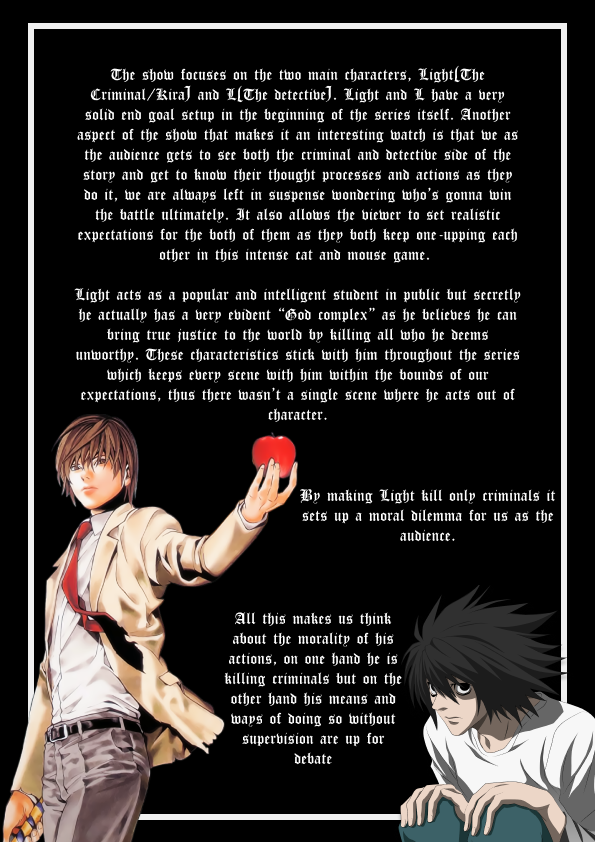 The show focuses on the two main characters, Light[The
Criminal/Kira] and L[The detective]. Light and L have a very
solid end goal setup in the beginning of the series itself. Another
aspect of the show that makes it an interesting watch is that we as
the audience gets to see both the criminal and detective side of the
story and get to know their thought processes and actions as they
do it, we are always left in suspense wondering who's gonna win
the battle ultimately. It also allows the viewer to set realistic
expectations for the both of them as they both keep one-upping each
other in this intense cat and mouse game.
Light acts as a popular and intelligent student in public but secretly
he actually has a very evident “God complex” as he believes he can
bring true justice to the world by killing all who he deems
unworthy. These characteristics stick with him throughout the series
which keeps every scene with him within the bounds of our
expectations, thus there wasn't a single scene where he acts out of
character.
By making Light kill only criminals it
sets up a moral dilemma for us as the
audience.
All this makes us think
about the morality of his
actions, on one hand he is
killing criminals but on the
other hand his means and
ways of doing so without
supervision are up for
debate